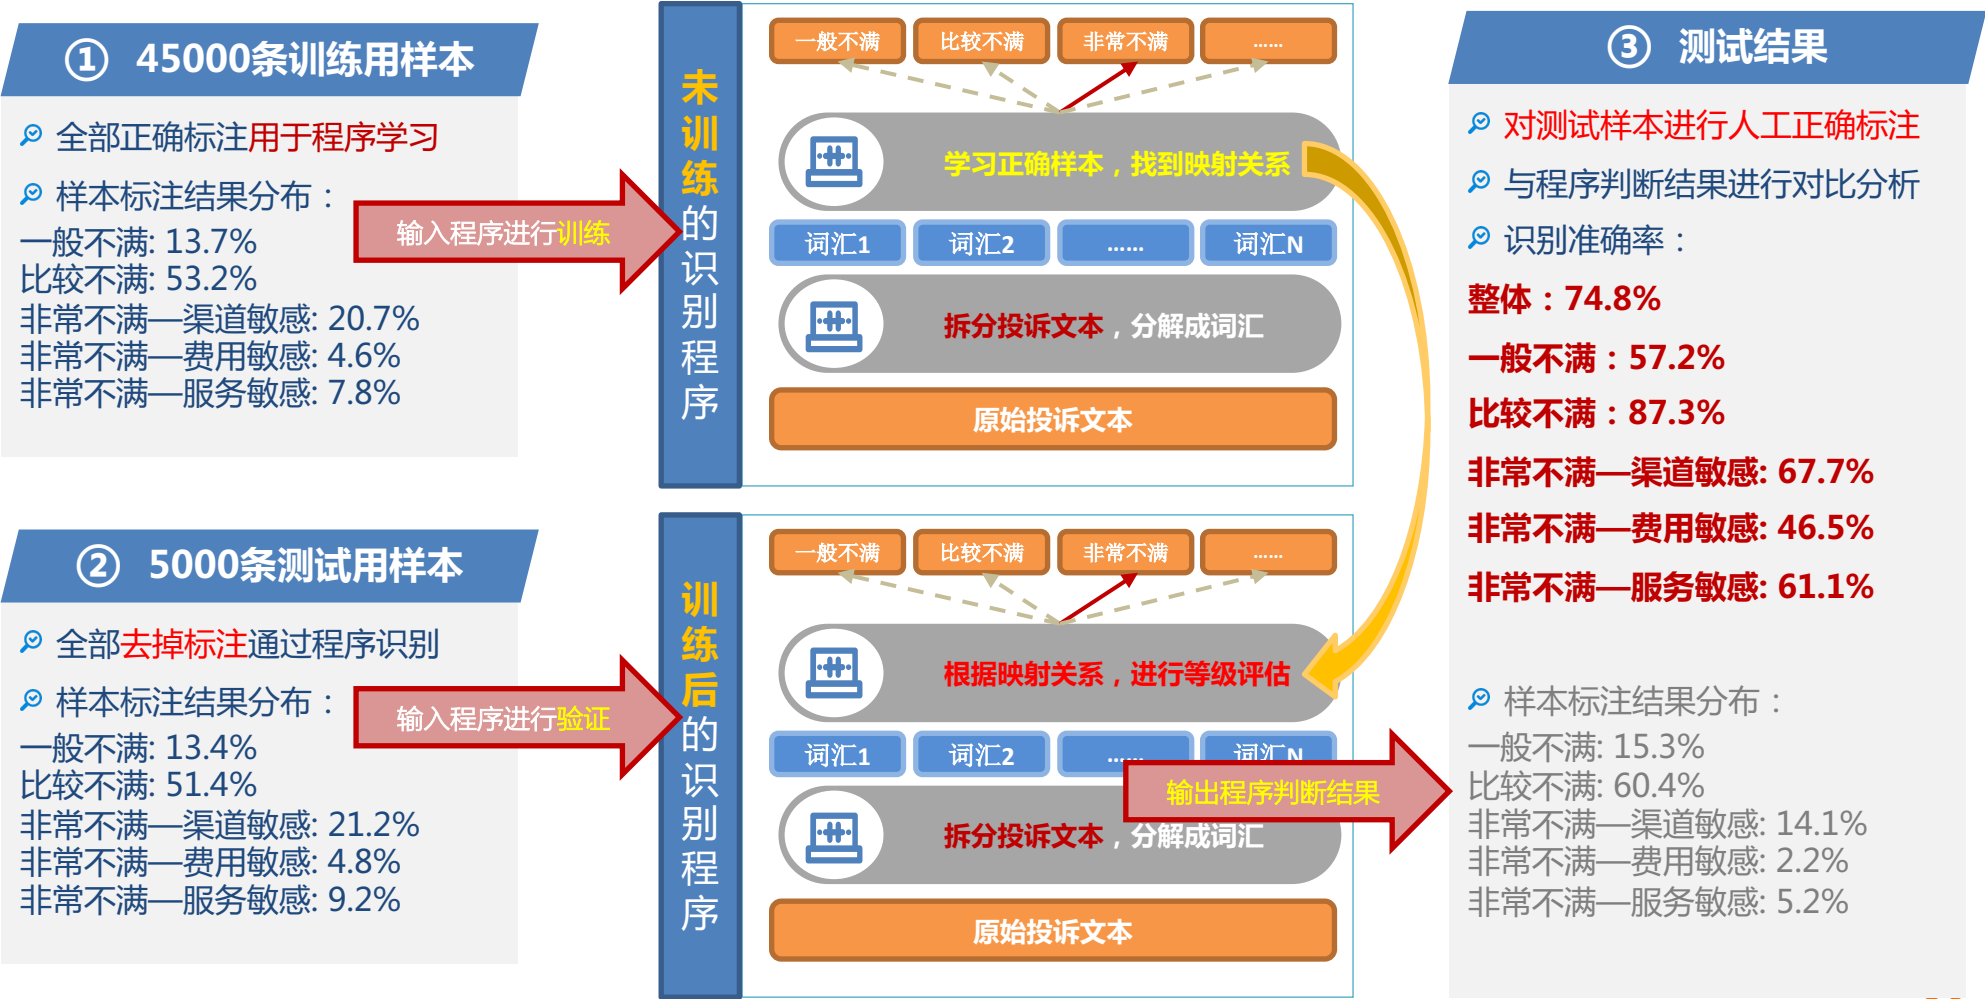 ① 45000条训练用样本
全部正确标注用于程序学习
样本标注结果分布：
一般不满: 13.7%
比较不满: 53.2%
非常不满—渠道敏感: 20.7%
非常不满—费用敏感: 4.6%
非常不满—服务敏感: 7.8%
输入程序进行训练
② 5000条测试用样本
全部去掉标注通过程序识别
样本标注结果分布：
一般不满: 13.4%
比较不满: 51.4%
非常不满—渠道敏感: 21.2%
非常不满—费用敏感: 4.8%
非常不满—服务敏感: 9.2%
输入程序进行验证
未训练的识别程序
一般不满 比较不满 非常不满 ......
学习正确样本，找到映射关系
词汇1 词汇2 ...... 词汇N
拆分投诉文本，分解成词汇
原始投诉文本
训练后的识别程序
一般不满 比较不满 非常不满 ......
根据映射关系，进行等级评估
词汇1 词汇2 ...... 词汇N
输出程序判断结果
拆分投诉文本，分解成词汇
原始投诉文本
③ 测试结果
对测试样本进行人工正确标注
与程序判断结果进行对比分析
识别准确率：
整体：74.8%
一般不满：57.2%
比较不满：87.3%
非常不满—渠道敏感: 67.7%
非常不满—费用敏感: 46.5%
非常不满—服务敏感: 61.1%
样本标注结果分布：
一般不满: 15.3%
比较不满: 60.4%
非常不满—渠道敏感: 14.1%
非常不满—费用敏感: 2.2%
非常不满—服务敏感: 5.2%